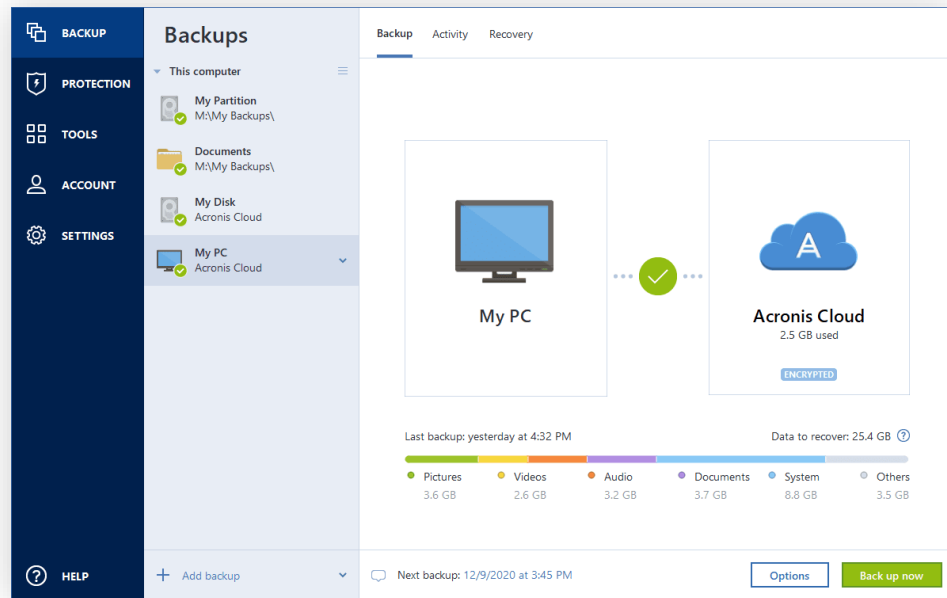 BACKUP
PROTECTION
TOOLS
ACCOUNT
SETTINGS
HELP
Backups
This computer
My Partition
M:\My Backups\
Documents
M:\My Backups\
My Disk
Acronis Cloud
My PC
Acronis Cloud
Add backup
Backup Activity Recovery
My PC
Acronis Cloud
2.5 GB used
ENCRYPTED
Last backup: yesterday at 4:32 PM Data to recover: 25.4 GB ?
Pictures Videos Audio Documents System Others
3.6 GB 2.6 GB 3.2 GB 3.7 GB 8.8 GB 3.5 GB
Next backup: 12/9/2020 at 3:45 PM Options Back up now